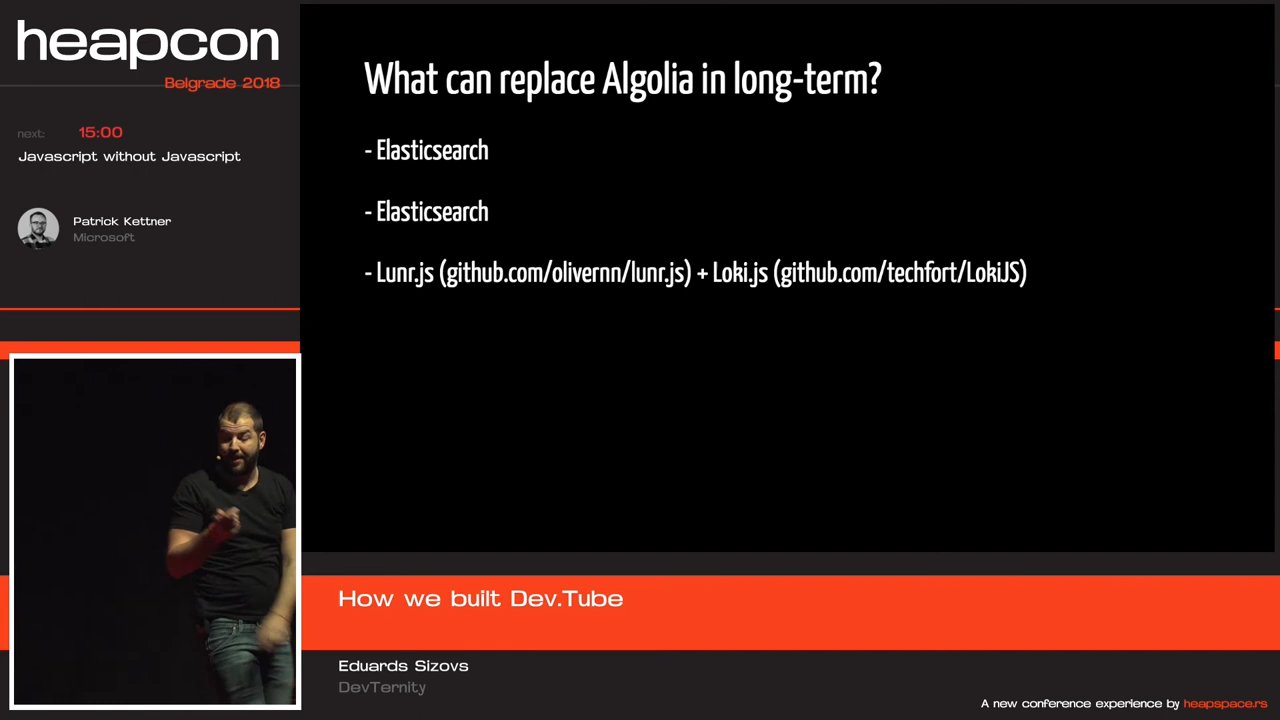 heapcon
Belgrade 2018
next: 15:00
Javascript without Javascript
Patrick Kettner
Microsoft
What can replace Algolia in long-term?
- Elasticsearch
- Elasticsearch
- Lunr.js (github.com/olivernn/lunr.js) + Loki.js (github.com/techfort/LokiJS)
How we built Dev.Tube
Eduards Sizovs
DevTernity
A new conference experience by heapspace.rs